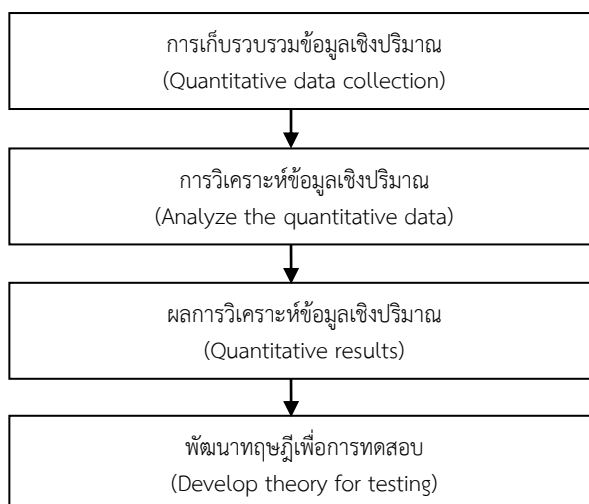 การเก็บรวบรวมข้อมูลเชิงปริมาณ
(Quantitative data collection)
การวิเคราะห์ข้อมูลเชิงปริมาณ
(Analyze the quantitative data)
ผลการวิเคราะห์ข้อมูลเชิงปริมาณ
(Quantitative results)
พัฒนาทฤษฎีเพื่อการทดสอบ
(Develop theory for testing)